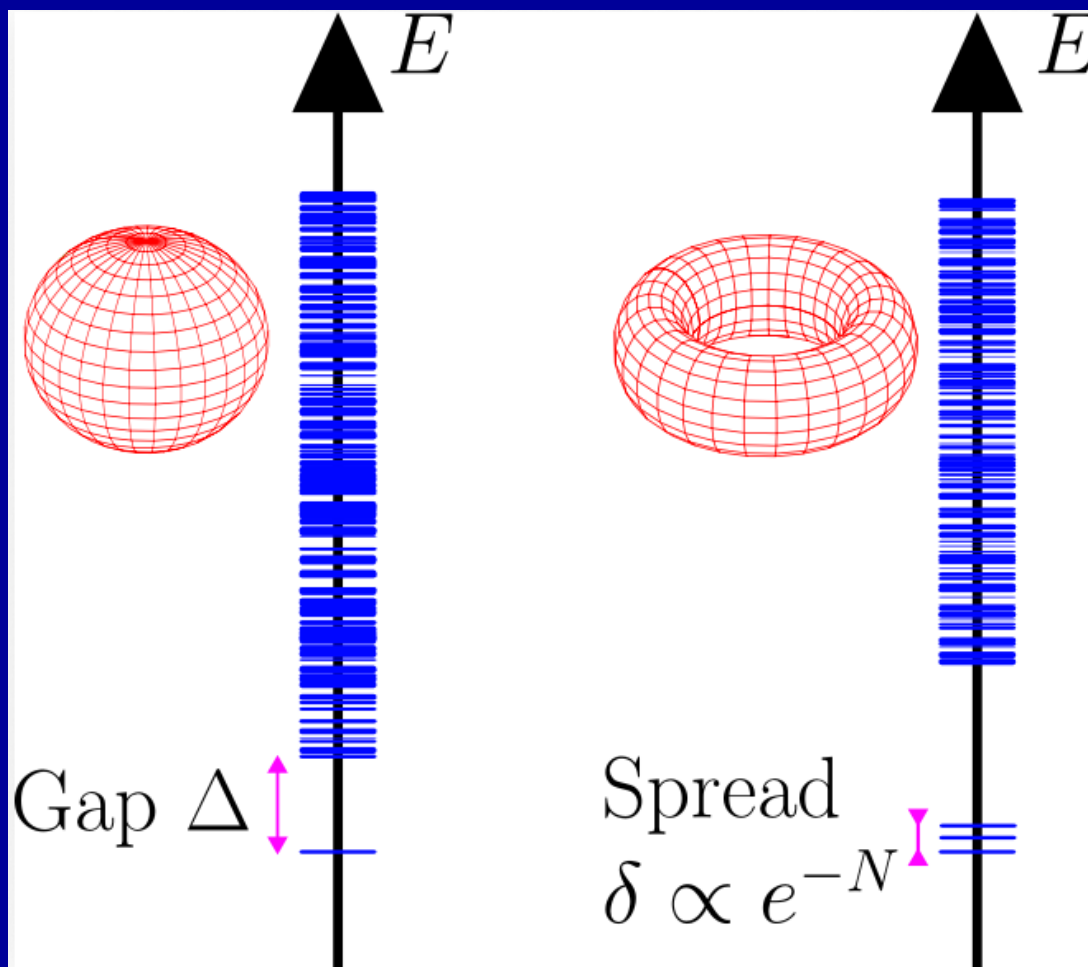 E
E
Gap Δ
Spread
δ ∝ e^{-N}